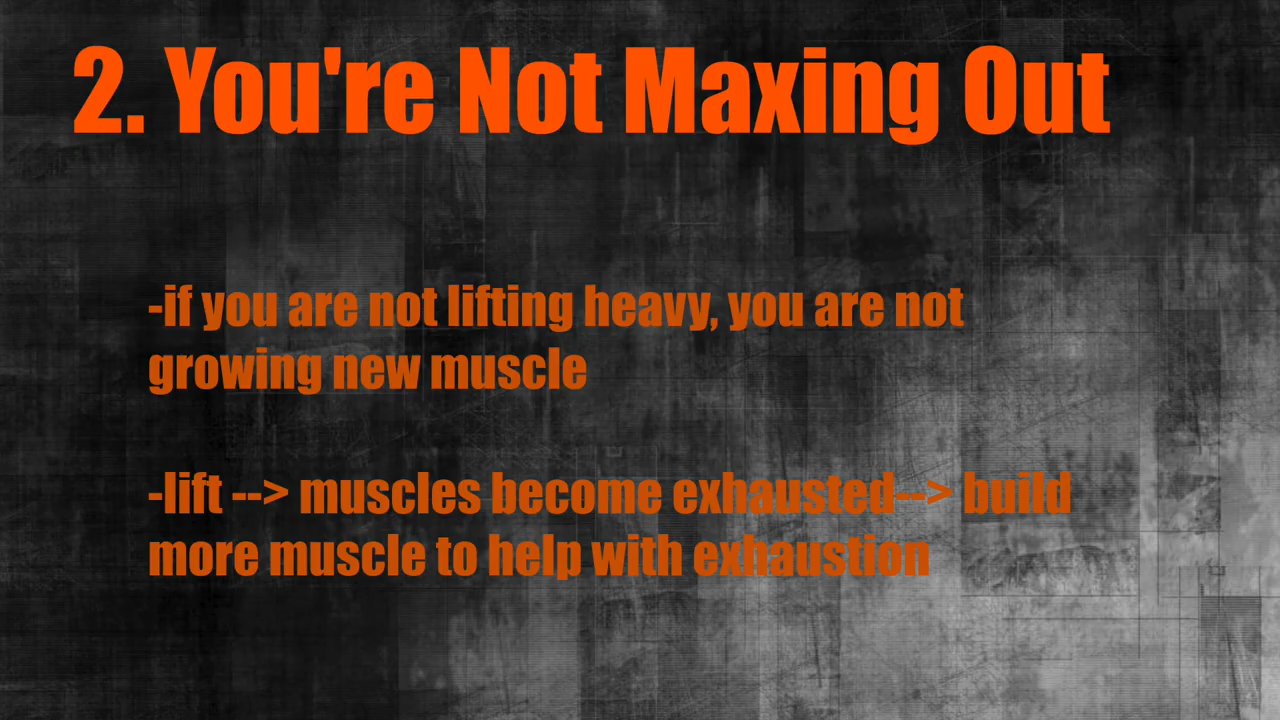 2. You're Not Maxing Out
-if you are not lifting heavy, you are not
growing new muscle
-lift --> muscles become exhausted--> build
more muscle to help with exhaustion